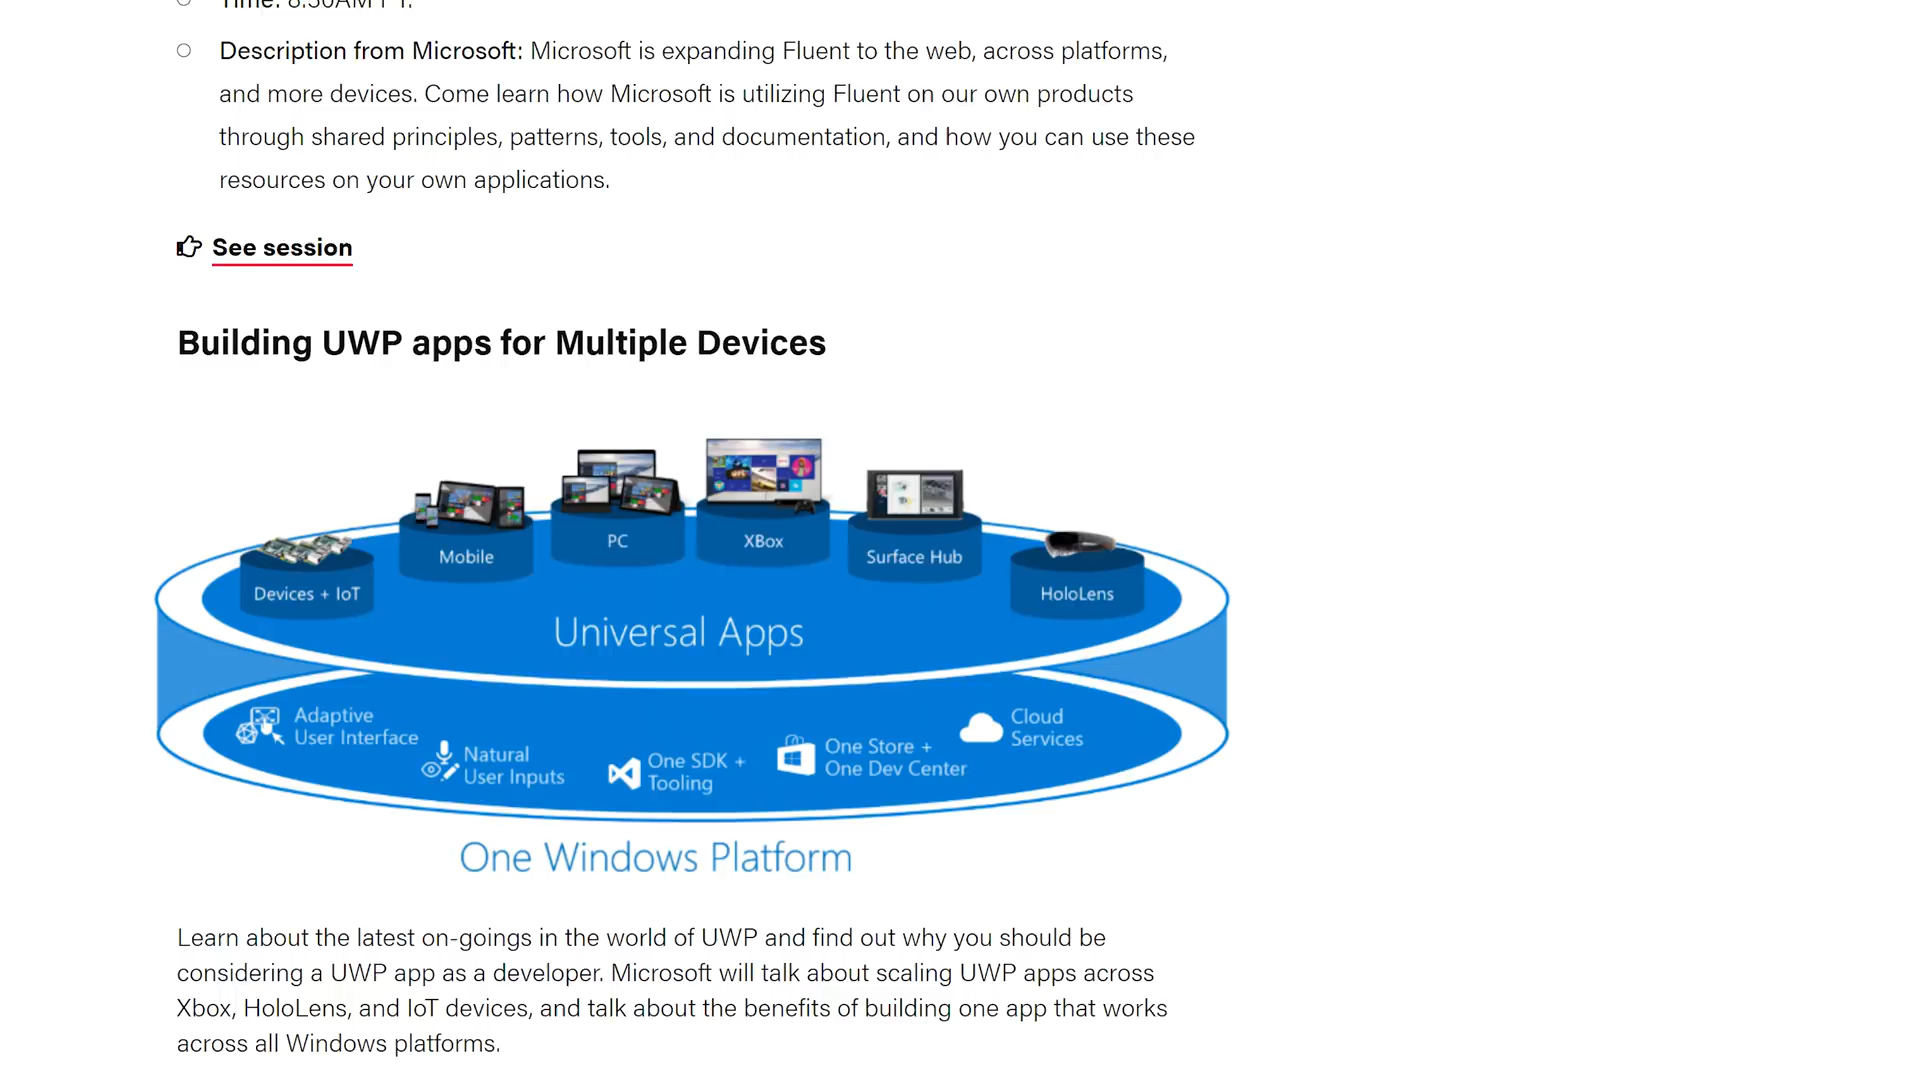 Time: 8:30AM PT.
Description from Microsoft: Microsoft is expanding Fluent to the web, across platforms,
and more devices. Come learn how Microsoft is utilizing Fluent on our own products
through shared principles, patterns, tools, and documentation, and how you can use these
resources on your own applications.
See session
Building UWP apps for Multiple Devices
Devices + IoT
Mobile
PC
XBox
Surface Hub
HoloLens
Universal Apps
Adaptive
User Interface
Natural
User Inputs
One SDK +
Tooling
One Store +
One Dev Center
Cloud
Services
One Windows Platform
Learn about the latest on-goings in the world of UWP and find out why you should be
considering a UWP app as a developer. Microsoft will talk about scaling UWP apps across
Xbox, HoloLens, and IoT devices, and talk about the benefits of building one app that works
across all Windows platforms.